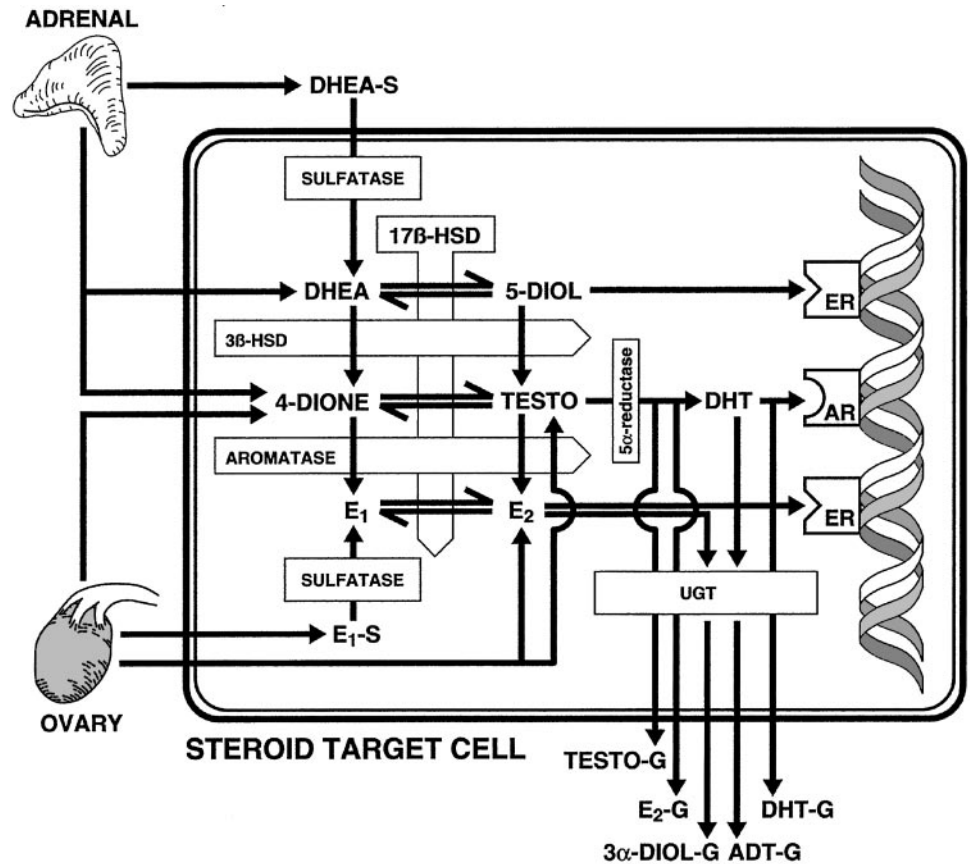 ADRENAL
DHEA-S
SULFATASE
17ß-HSD
DHEA
5-DIOL
ER
3ß-HSD
5α-reductase
4-DIONE
TESTO
DHT
AR
AROMATASE
E₁
E₂
ER
SULFATASE
UGT
E₁-S
OVARY
STEROID TARGET CELL
TESTO-G
E₂-G
DHT-G
3α-DIOL-G
ADT-G